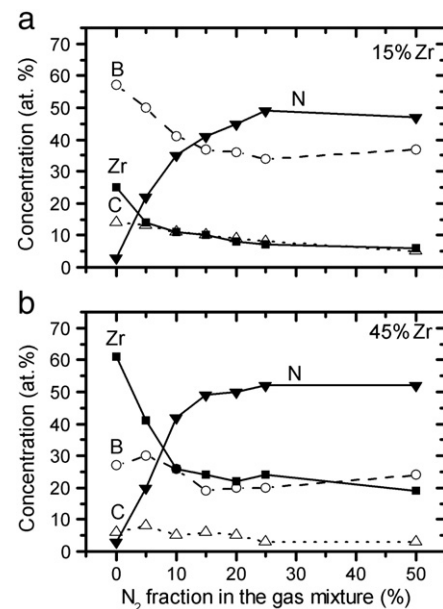 a
15% Zr
B
N
Zr
C
Concentration (at. %)
70
60
50
40
30
20
10
0
b
45% Zr
Zr
N
B
C
Concentration (at.%)
70
60
50
40
30
20
10
0
0 10 20 30 40 50
N₂ fraction in the gas mixture (%)